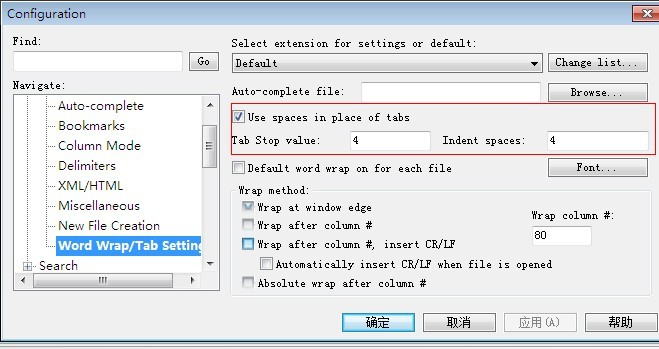 Configuration
Find:
Go
Navigate:
Auto-complete
Bookmarks
Column Mode
Delimiters
XML/HTML
Miscellaneous
New File Creation
Word Wrap/Tab Setting
Search
Select extension for settings or default:
Default
Change list...
Auto-complete file:
Browse...
Use spaces in place of tabs
Tab Stop value: 4 Indent spaces: 4
Default word wrap on for each file
Font...
Wrap method:
Wrap at window edge
Wrap after column #
Wrap after column #, insert CR/LF
Automatically insert CR/LF when file is opened
Absolute wrap after column #
Wrap column #:
80
确定
取消
应用(A)
帮助